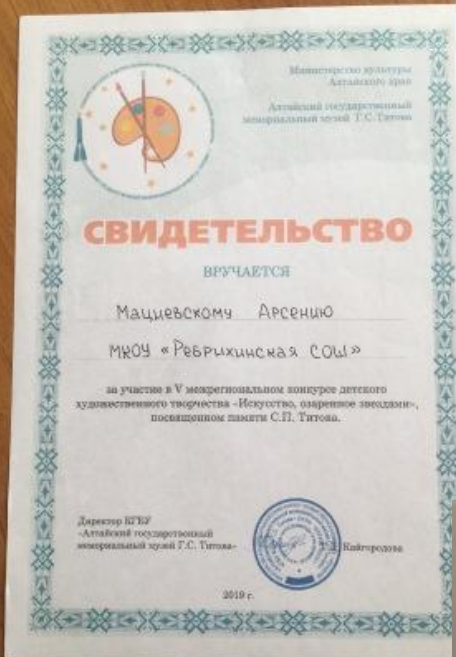 Министерство культуры
Алтайского края
Алтайский государственный
мемориальный музей Г.С. Титова
СВИДЕТЕЛЬСТВО
ВРУЧАЕТСЯ
Мациевскому Арсению
МКОУ «Ребрихинская СОШ»
за участие в V межрегиональном конкурсе детского
художественного творчества «Искусство, озаренное звездами»,
посвященном памяти С.П. Титова.
Директор КГБУ
«Алтайский государственный
мемориальный музей Г.С. Титова»
Кайгородова
2019 г.